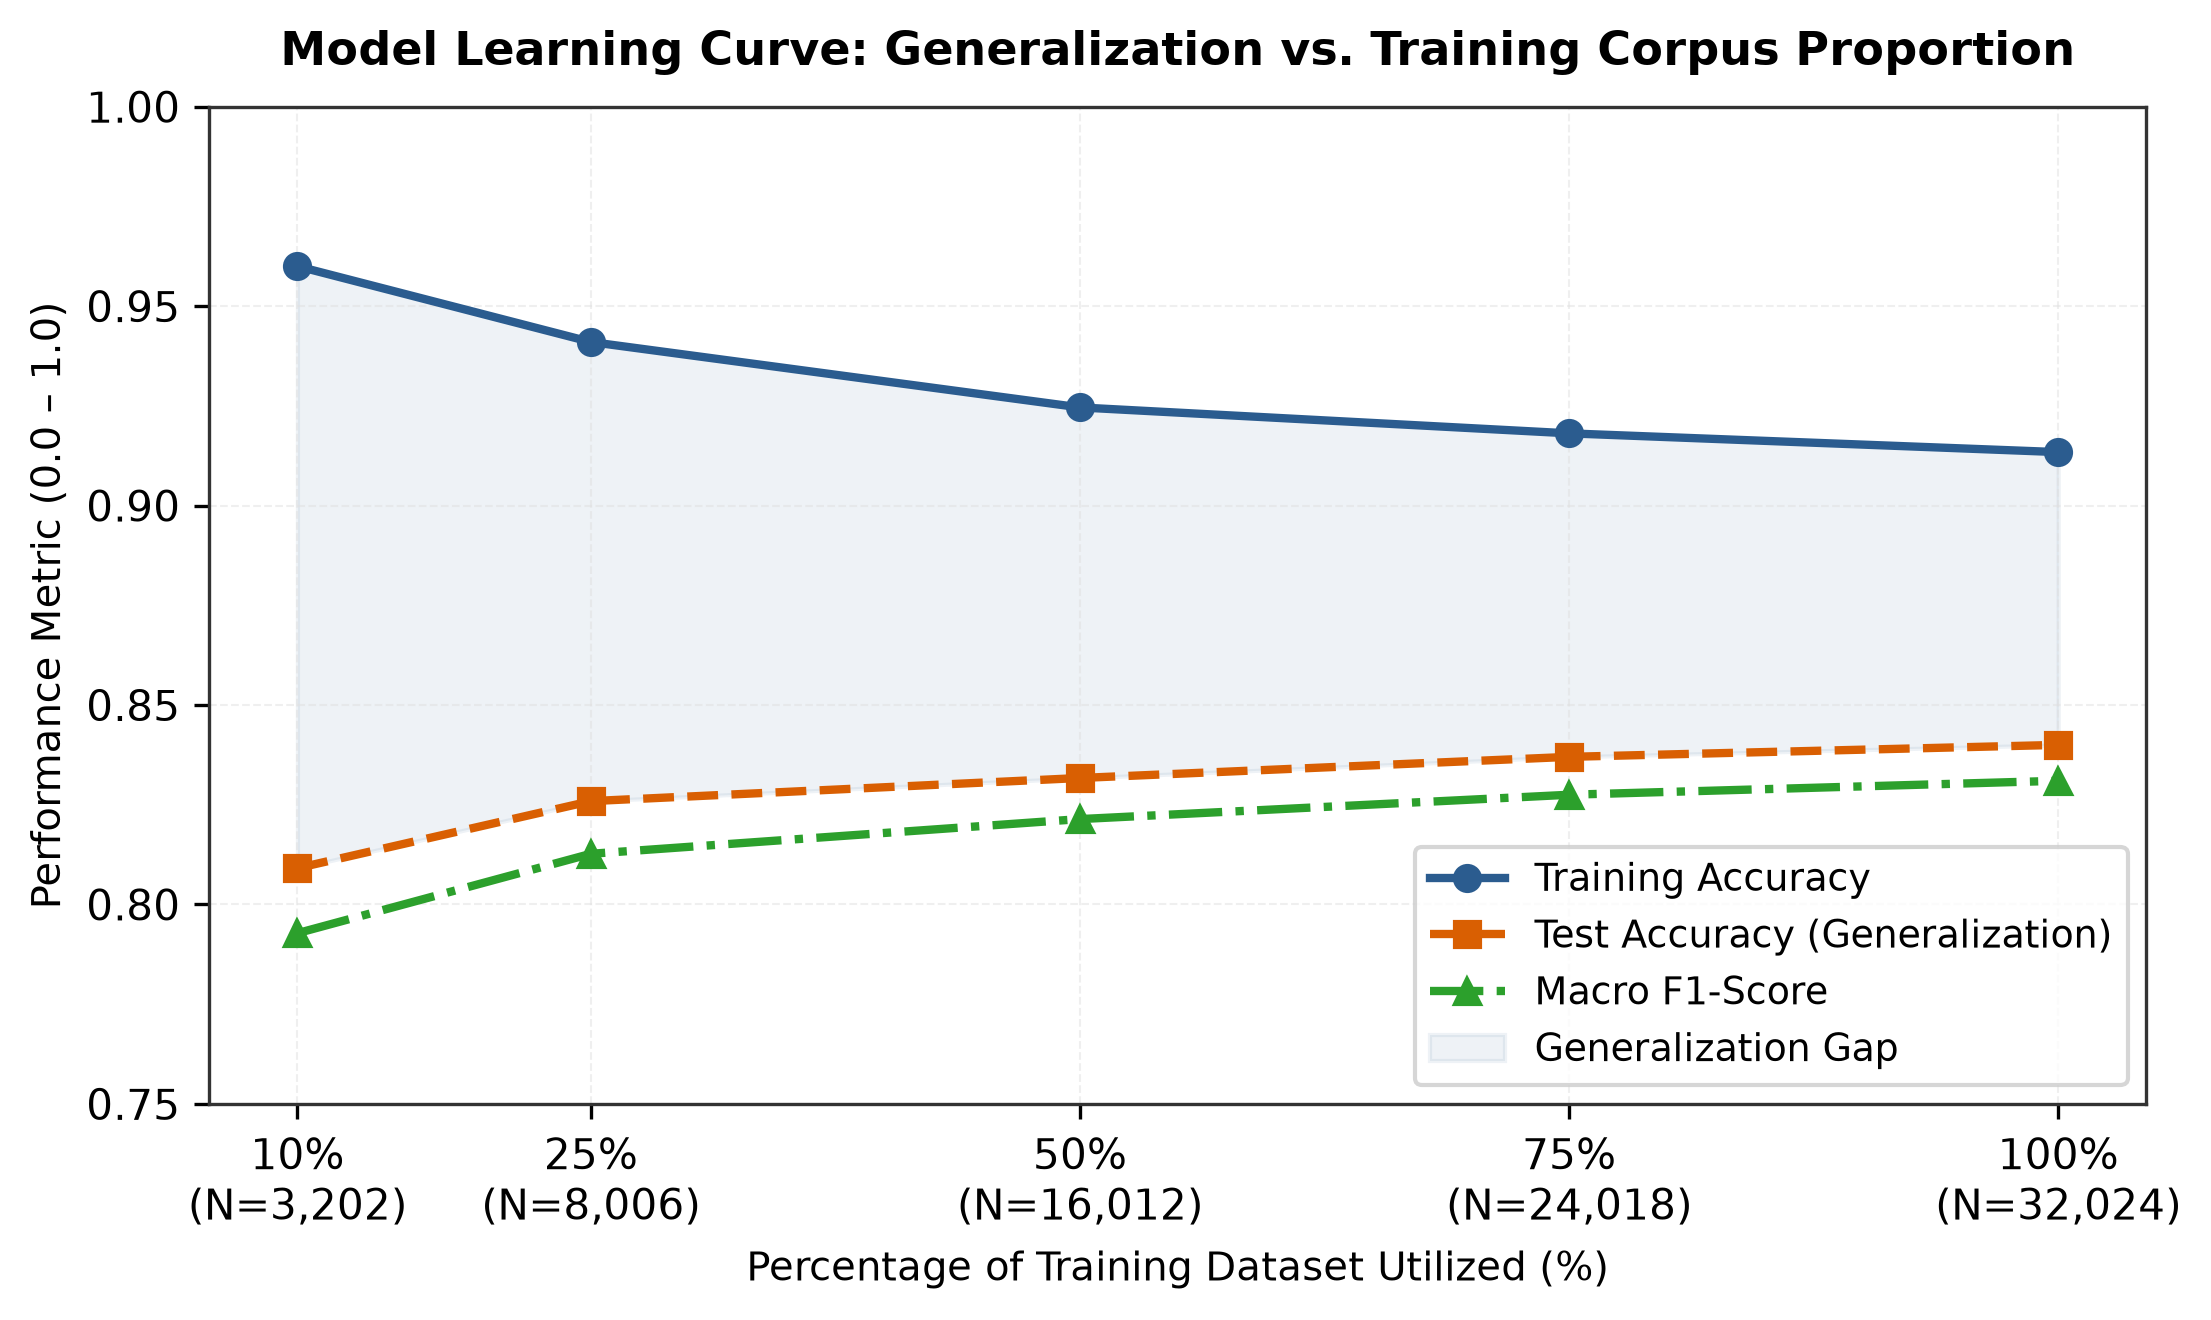 Model Learning Curve: Generalization vs. Training Corpus Proportion
Performance Metric (0.0 – 1.0)
1.00
0.95
0.90
0.85
0.80
0.75
Training Accuracy
Test Accuracy (Generalization)
Macro F1-Score
Generalization Gap
10%
(N=3,202)
25%
(N=8,006)
50%
(N=16,012)
75%
(N=24,018)
100%
(N=32,024)
Percentage of Training Dataset Utilized (%)